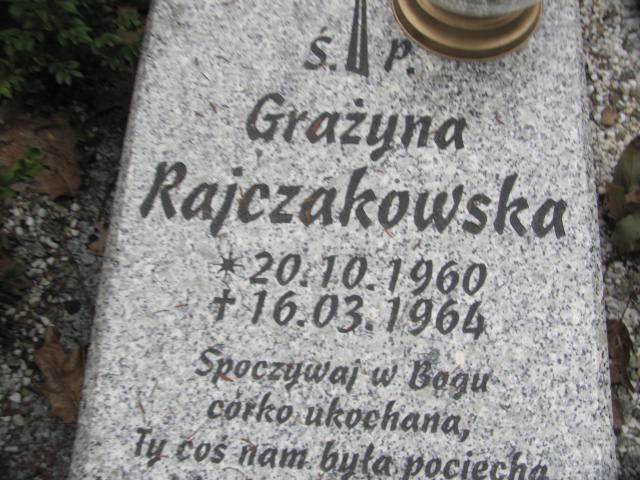 Ś. P.
Grażyna
Rajczakowska
* 20.10.1960
+ 16.03.1964
Spoczywaj w Bogu
córko ukochana,
Ty coś nam była pociechą